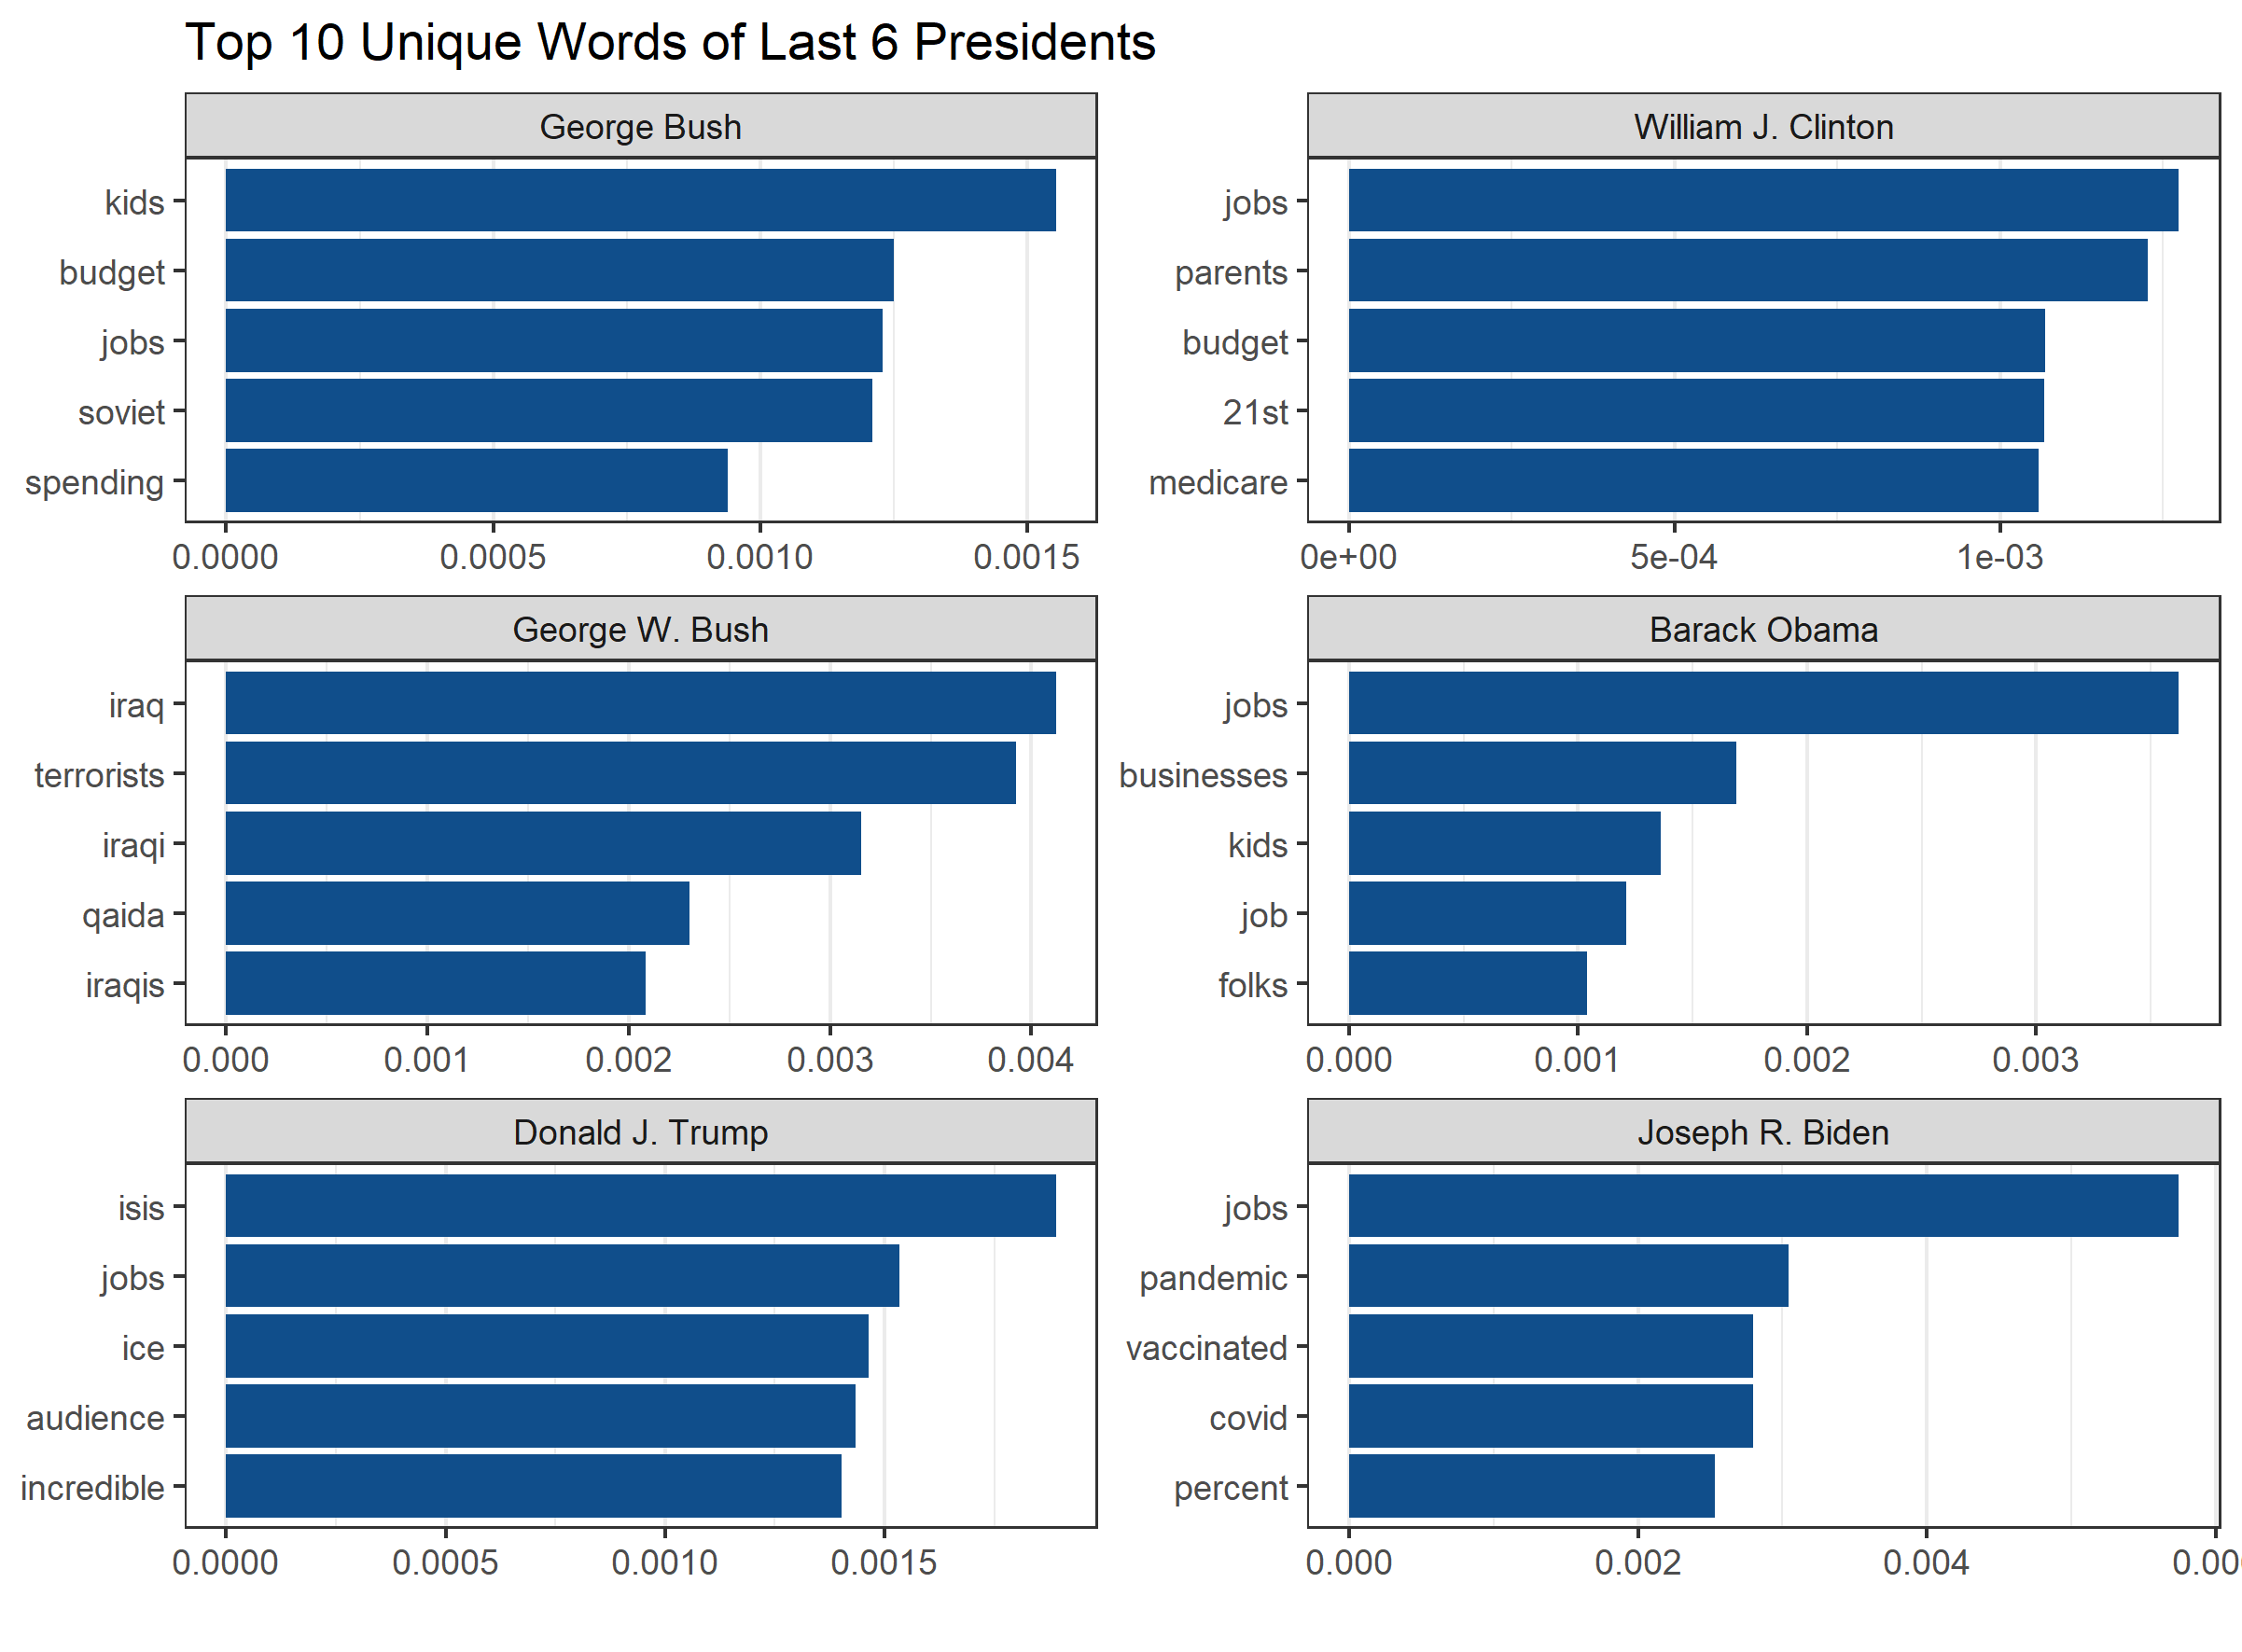 Top 10 Unique Words of Last 6 Presidents
George Bush
kids
budget
jobs
soviet
spending
0.0000 0.0005 0.0010 0.0015
William J. Clinton
jobs
parents
budget
21st
medicare
0e+00 5e-04 1e-03
George W. Bush
iraq
terrorists
iraqi
qaida
iraqis
0.000 0.001 0.002 0.003 0.004
Barack Obama
jobs
businesses
kids
job
folks
0.000 0.001 0.002 0.003
Donald J. Trump
isis
jobs
ice
audience
incredible
0.0000 0.0005 0.0010 0.0015
Joseph R. Biden
jobs
pandemic
vaccinated
covid
percent
0.000 0.002 0.004